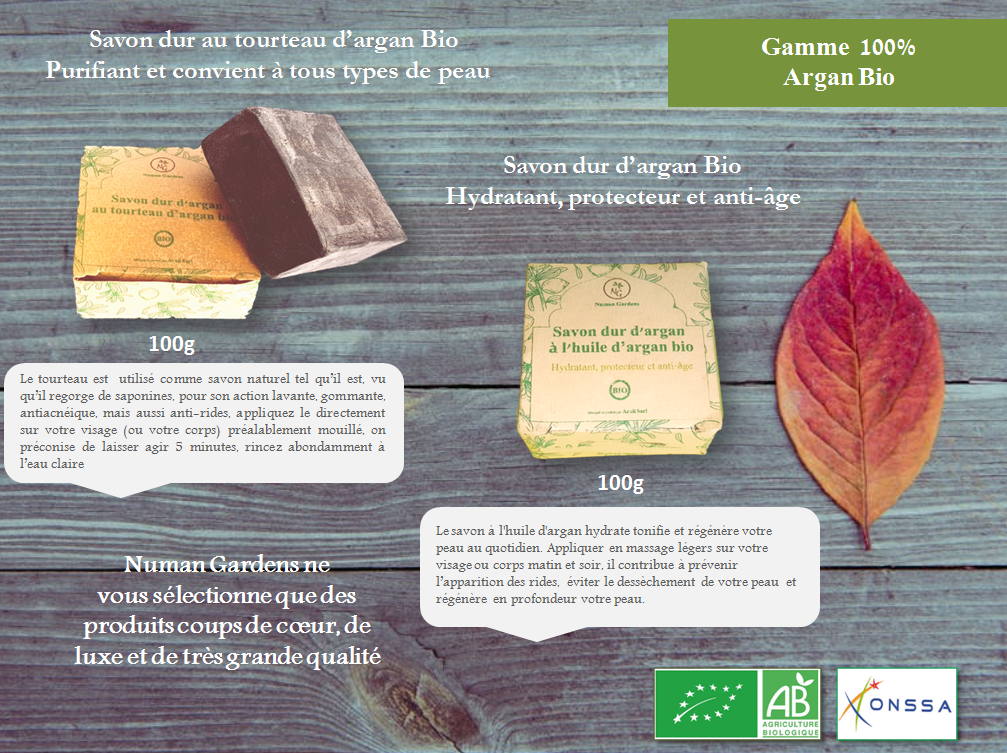 Savon dur au tourteau d’argan Bio
Purifiant et convient à tous types de peau
Gamme 100%
Argan Bio
NG
Numan Gardens
Savon dur d'argan
au tourteau d'argan bio
BIO
100g
Le tourteau est utilisé comme savon naturel tel qu’il est, vu
qu’il regorge de saponines, pour son action lavante, gommante,
antiacnéique, mais aussi anti-rides, appliquez le directement
sur votre visage (ou votre corps) préalablement mouillé, on
préconise de laisser agir 5 minutes, rincez abondamment à
l’eau claire
Savon dur d’argan Bio
Hydratant, protecteur et anti-âge
NG
Numan Gardens
Savon dur d'argan
à l'huile d'argan bio
Hydratant, protecteur et anti-âge
BIO
100g
Le savon à l'huile d'argan hydrate tonifie et régénère votre
peau au quotidien. Appliquer en massage légers sur votre
visage ou corps matin et soir, il contribue à prévenir
l’apparition des rides, éviter le dessèchement de votre peau et
régénère en profondeur votre peau.
Numan Gardens ne
vous sélectionne que des
produits coups de cœur, de
luxe et de très grande qualité
AB
AGRICULTURE
BIOLOGIQUE
ONSSA